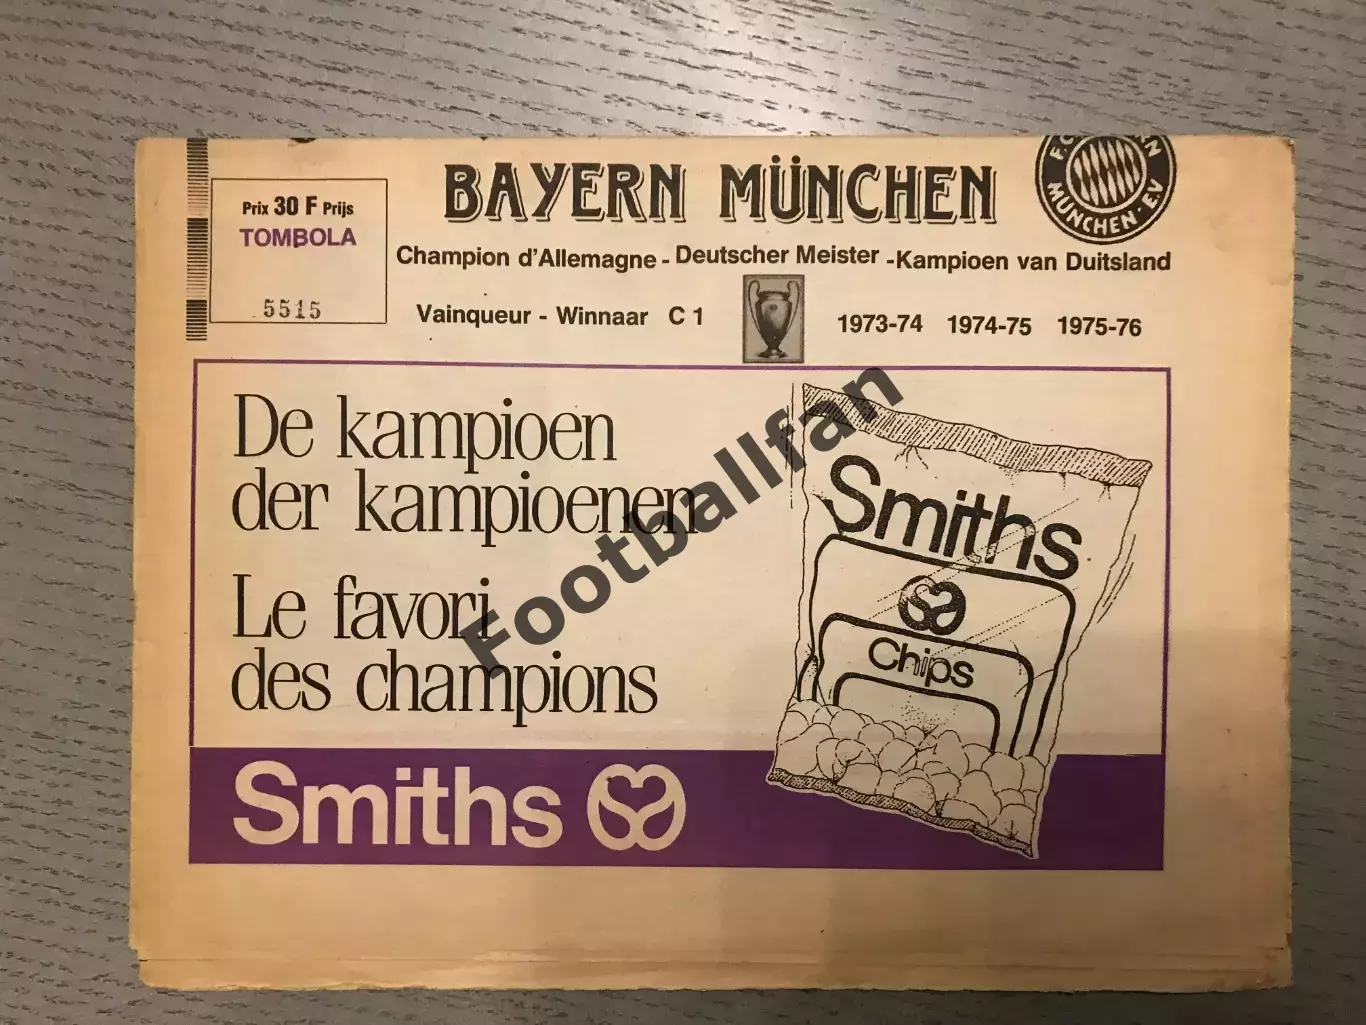 BAYERN MÜNCHEN
Prix 30 F Prijs
TOMBOLA
5515
MÜNCHEN · E.V.
Champion d'Allemagne - Deutscher Meister - Kampioen van Duitsland
Vainqueur - Winnaar C 1
1973-74 1974-75 1975-76
De kampioen
der kampioenen
Le favori
des champions
Smiths
Smiths
Chips
Footballfan